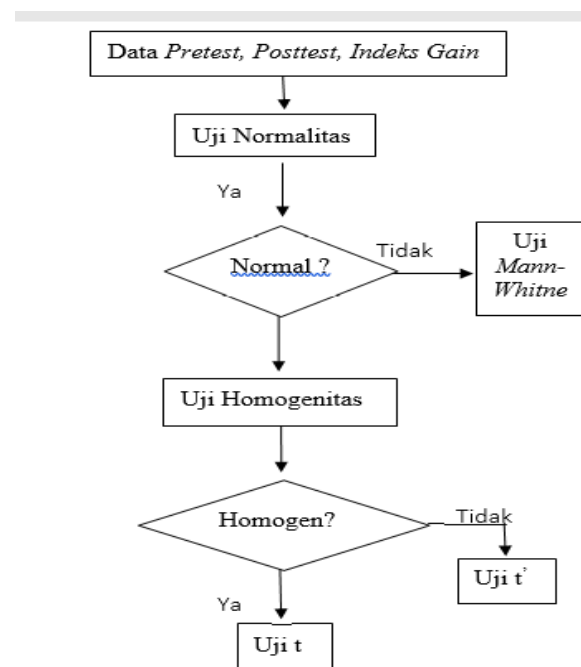 Data Pretest, Posttest, Indeks Gain
Uji Normalitas
Ya
Normal ?
Tidak
Uji
Mann-
Whitne
Uji Homogenitas
Homogen?
Tidak
Uji t’
Ya
Uji t